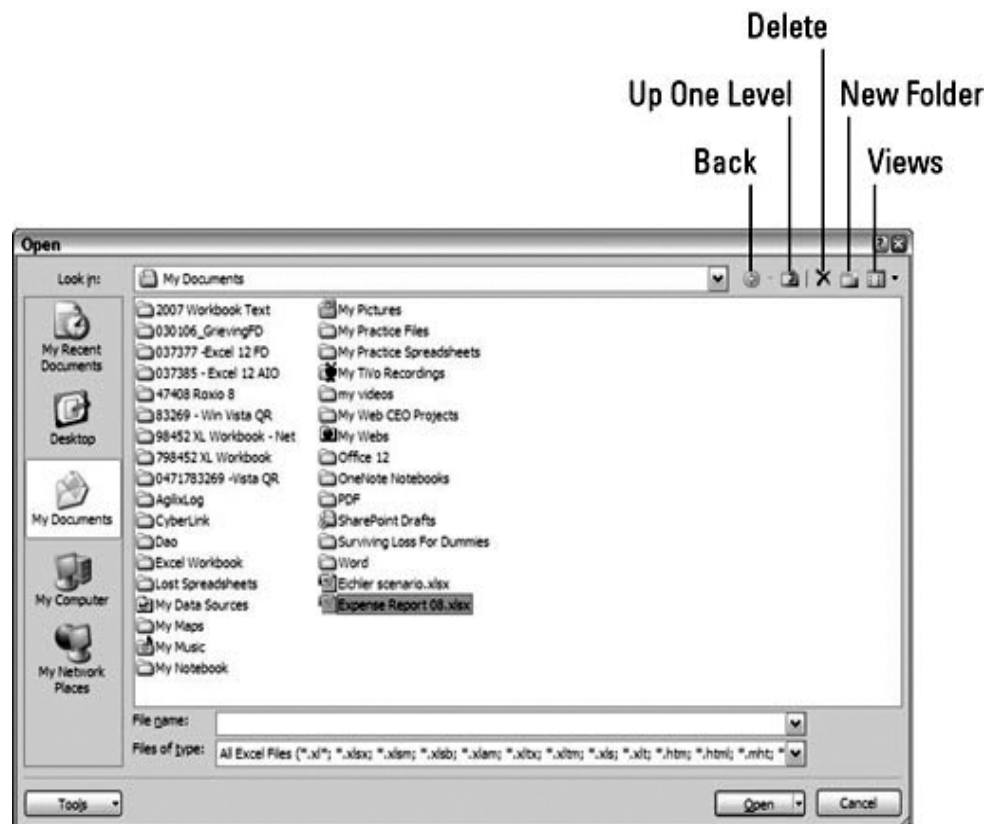 Delete
Up One Level
New Folder
Back
Views
Open
Look in:
My Documents
My Recent
Documents
Desktop
My Documents
My Computer
My Network
Places
2007 Workbook Text
030106_GrievingFD
037377 -Excel 12 FD
037385 - Excel 12 AIO
47408 Roxio 8
83269 - Win Vista QR
98452 XL Workbook - Net
798452 XL Workbook
0471783269 -Vista QR
AgilixLog
CyberLink
Dao
Excel Workbook
Lost Spreadsheets
My Data Sources
My Maps
My Music
My Notebook
My Pictures
My Practice Files
My Practice Spreadsheets
My TiVo Recordings
my videos
My Web CEO Projects
My Webs
Office 12
OneNote Notebooks
PDF
SharePoint Drafts
Surviving Loss For Dummies
Word
Eichler scenario.xlsx
Expense Report 08.xlsx
File name:
Files of type:
All Excel Files (*.xl*; *.xlsx; *.xlsm; *.xlsb; *.xlam; *.xltx; *.xltm; *.xls; *.xlt; *.htm; *.html; *.mht; *
Tools
Open
Cancel